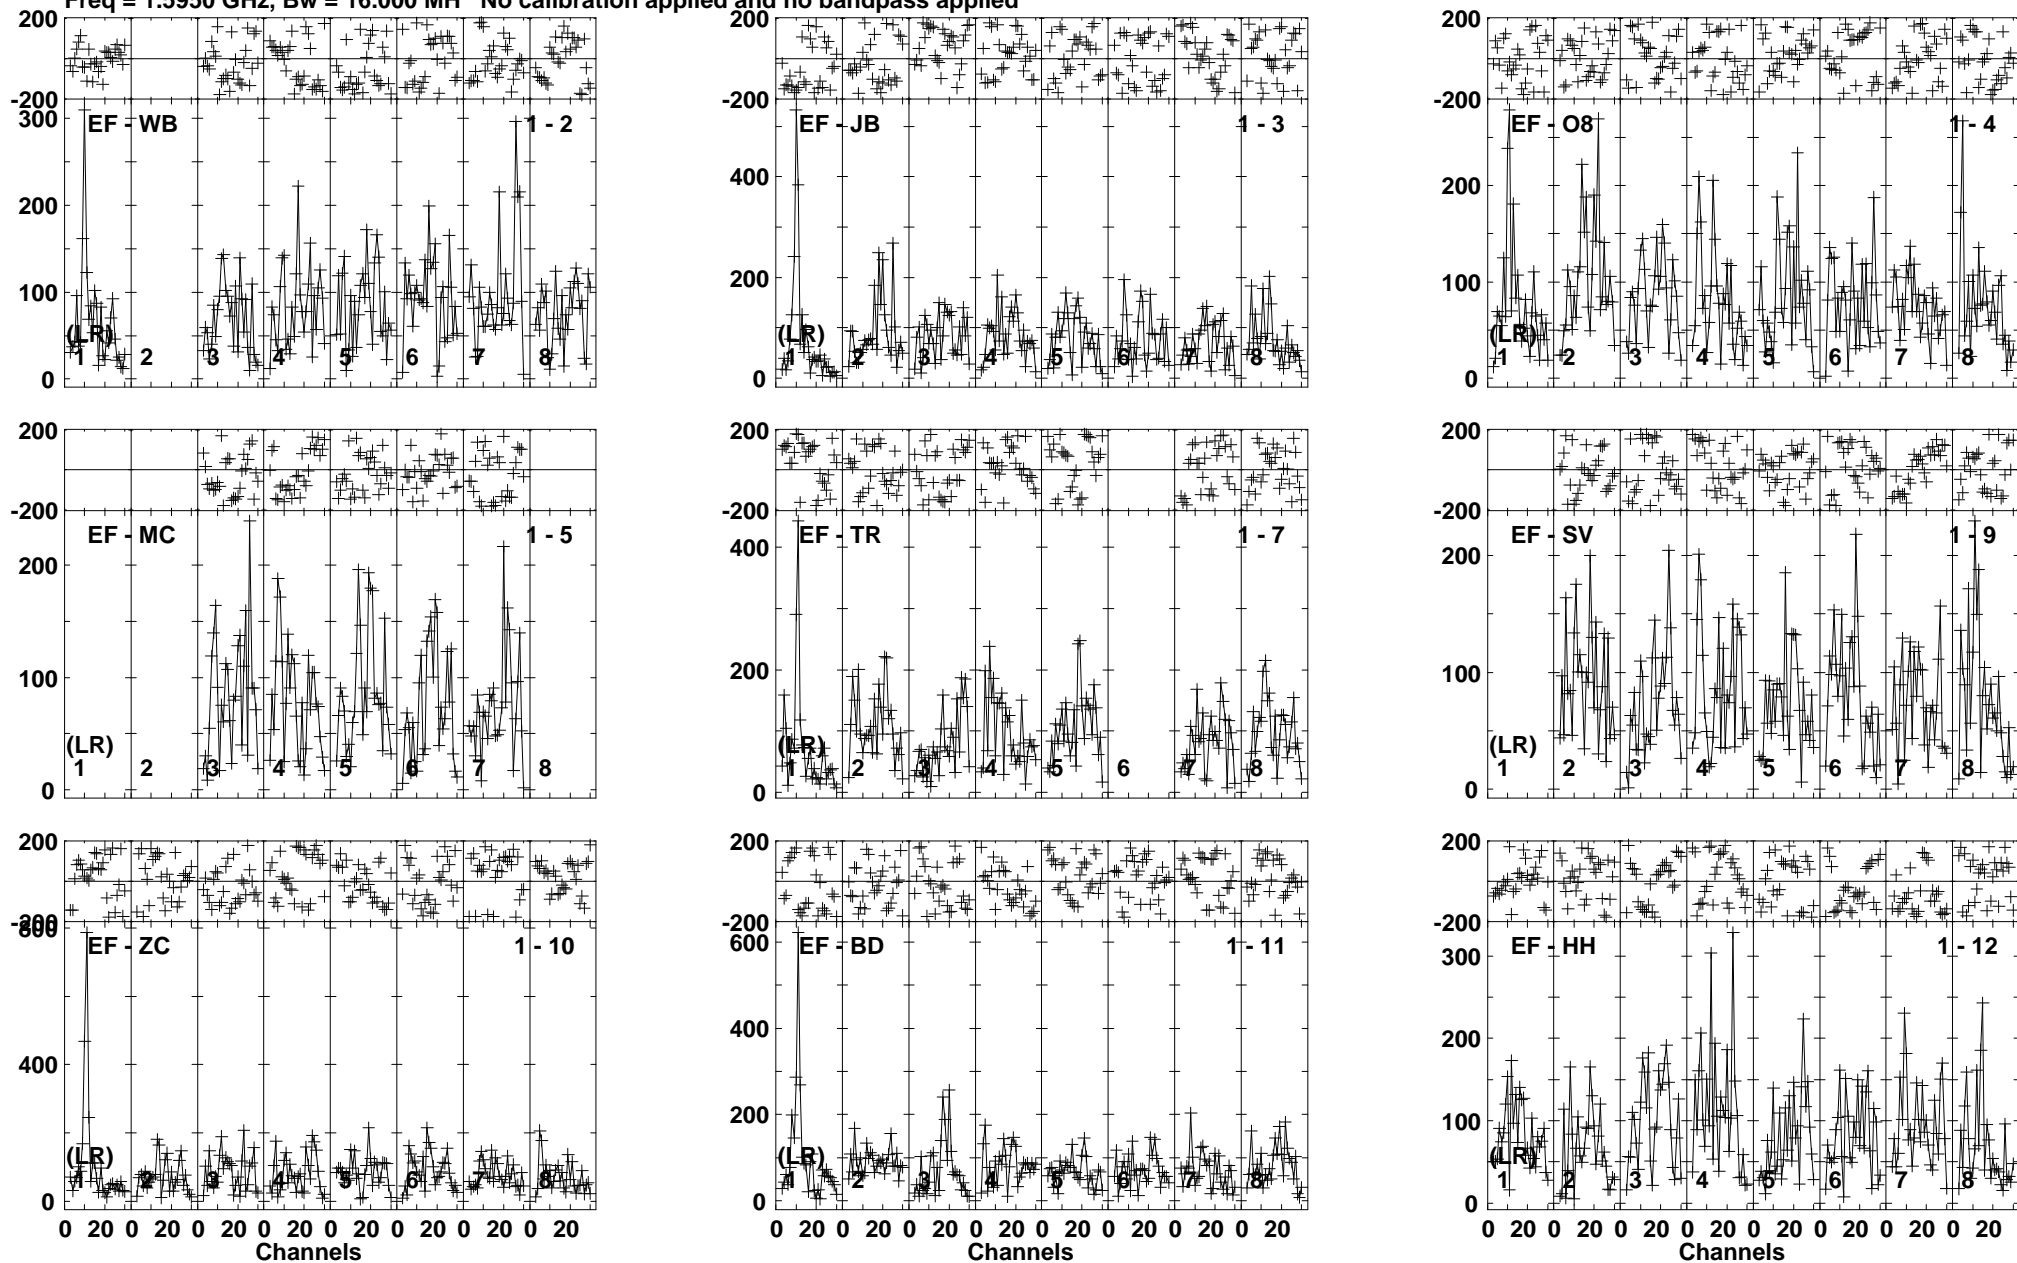 Freq = 1.5950 GHz, Bw = 16.000 MH No calibration applied and no bandpass applied
200
-200
EF - WB 1 - 2
300
200
100
0
(LR)
1 2 3 4 5 6 7 8
200
-200
EF - JB 1 - 3
400
200
0
(LR)
1 2 3 4 5 6 7 8
200
-200
EF - O8 1 - 4
200
100
0
(LR)
1 2 3 4 5 6 7 8
200
-200
EF - MC 1 - 5
200
100
0
(LR)
1 2 3 4 5 6 7 8
200
-200
EF - TR 1 - 7
400
200
0
(LR)
1 2 3 4 5 6 7 8
200
-200
EF - SV 1 - 9
200
100
0
(LR)
1 2 3 4 5 6 7 8
200
-200
800
EF - ZC 1 - 10
400
0
(LR)
1 2 3 4 5 6 7 8
0 20 0 20 0 20 0 20 0 20 0 20 0 20 0 20
Channels
200
-200
EF - BD 1 - 11
600
400
200
0
(LR)
1 2 3 4 5 6 7 8
0 20 0 20 0 20 0 20 0 20 0 20 0 20 0 20
Channels
200
-200
EF - HH 1 - 12
300
200
100
0
(LR)
1 2 3 4 5 6 7 8
0 20 0 20 0 20 0 20 0 20 0 20 0 20 0 20
Channels